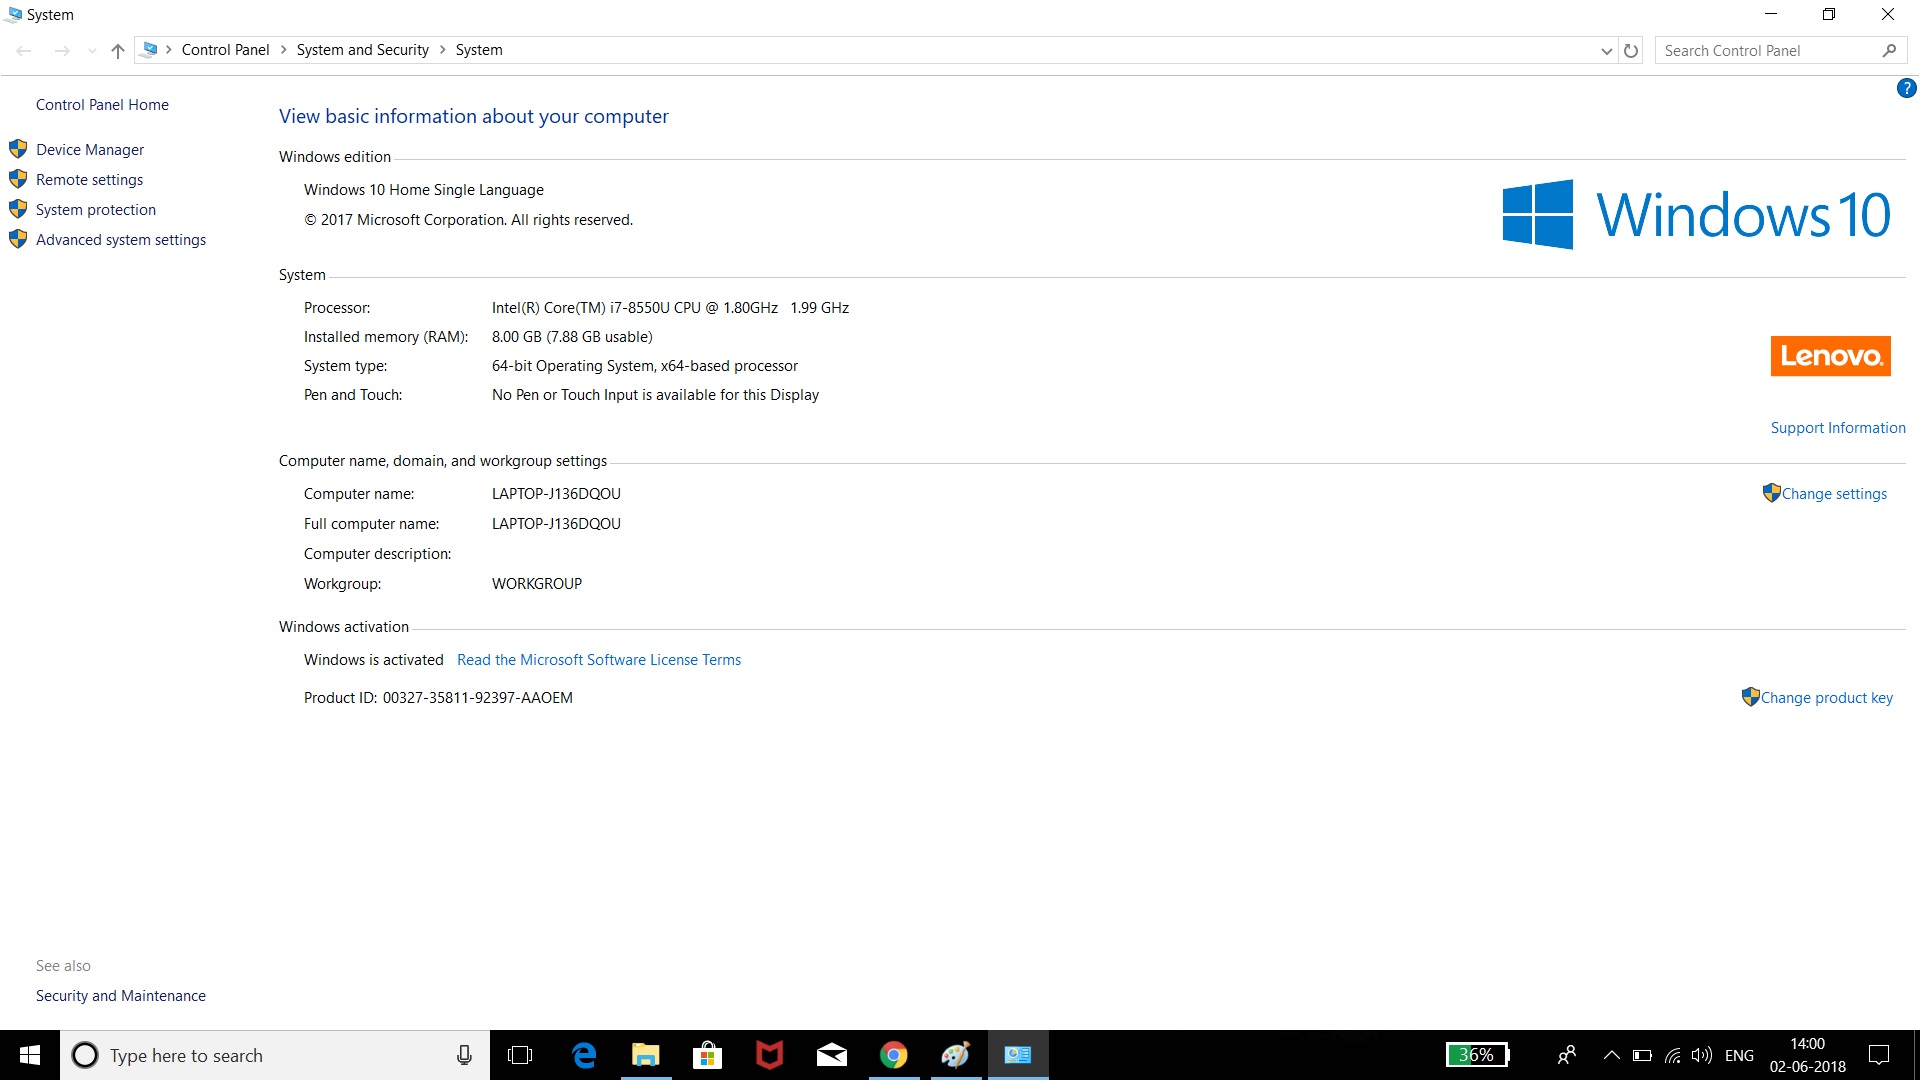 System
Control Panel > System and Security > System
Search Control Panel
?
Control Panel Home
Device Manager
Remote settings
System protection
Advanced system settings
View basic information about your computer
Windows edition
Windows 10 Home Single Language
© 2017 Microsoft Corporation. All rights reserved.
Windows 10
System
Processor: Intel(R) Core(TM) i7-8550U CPU @ 1.80GHz 1.99 GHz
Installed memory (RAM): 8.00 GB (7.88 GB usable)
System type: 64-bit Operating System, x64-based processor
Pen and Touch: No Pen or Touch Input is available for this Display
Lenovo.
Support Information
Computer name, domain, and workgroup settings
Computer name: LAPTOP-J136DQOU
Change settings
Full computer name: LAPTOP-J136DQOU
Computer description:
Workgroup: WORKGROUP
Windows activation
Windows is activated Read the Microsoft Software License Terms
Product ID: 00327-35811-92397-AAOEM
Change product key
See also
Security and Maintenance
Type here to search
36%
ENG
14:00
02-06-2018